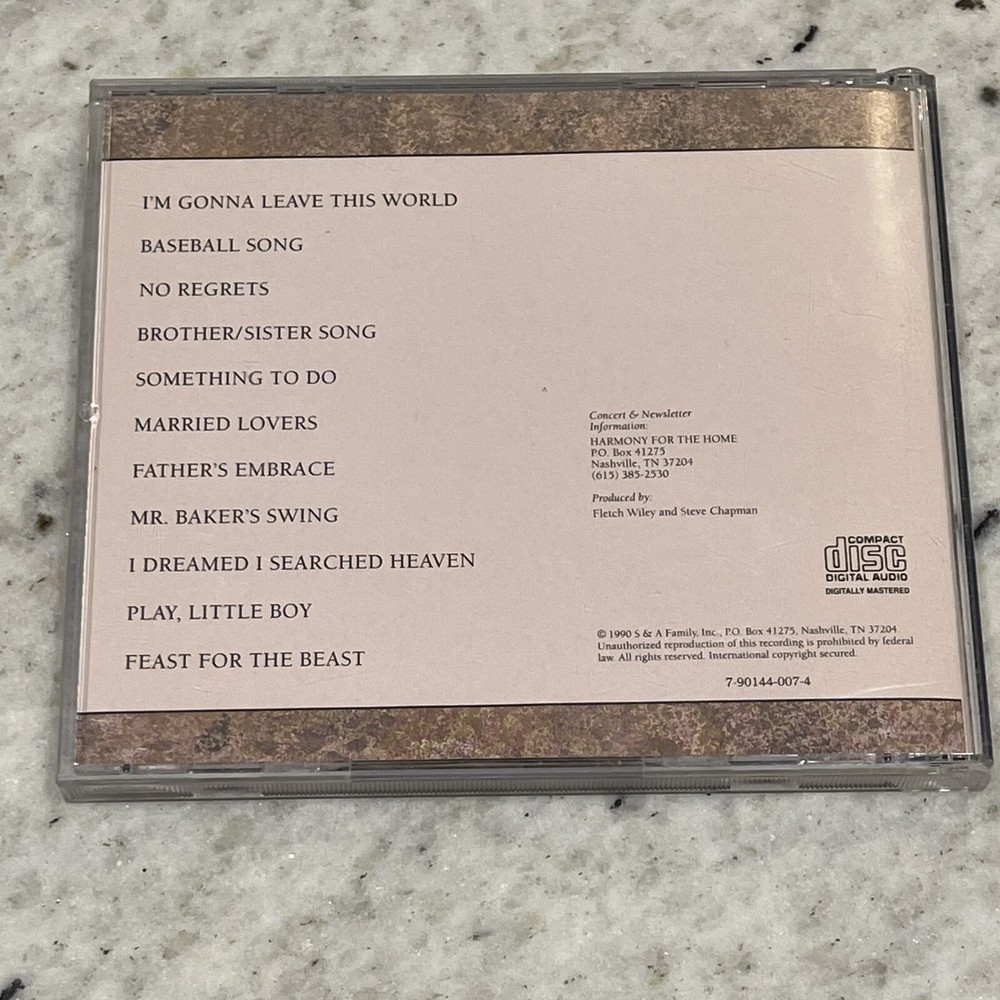 I'M GONNA LEAVE THIS WORLD
BASEBALL SONG
NO REGRETS
BROTHER/SISTER SONG
SOMETHING TO DO
MARRIED LOVERS
FATHER'S EMBRACE
MR. BAKER'S SWING
I DREAMED I SEARCHED HEAVEN
PLAY, LITTLE BOY
FEAST FOR THE BEAST
Concert & Newsletter
Information:
HARMONY FOR THE HOME
P.O. Box 41275
Nashville, TN 37204
(615) 385-2530
Produced by:
Fletch Wiley and Steve Chapman
COMPACT
disc
DIGITAL AUDIO
DIGITALLY MASTERED
© 1990 S & A Family, Inc., P.O. Box 41275, Nashville, TN 37204.
Unauthorized reproduction of this recording is prohibited by federal
law. All rights reserved. International copyright secured.
7-90144-007-4